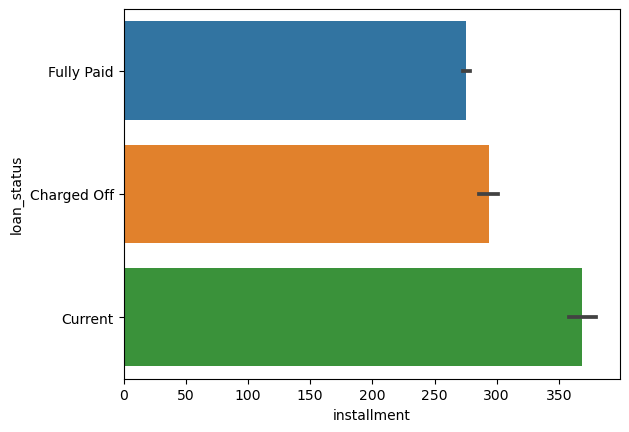 loan_status
Fully Paid
Charged Off
Current
0 50 100 150 200 250 300 350
installment